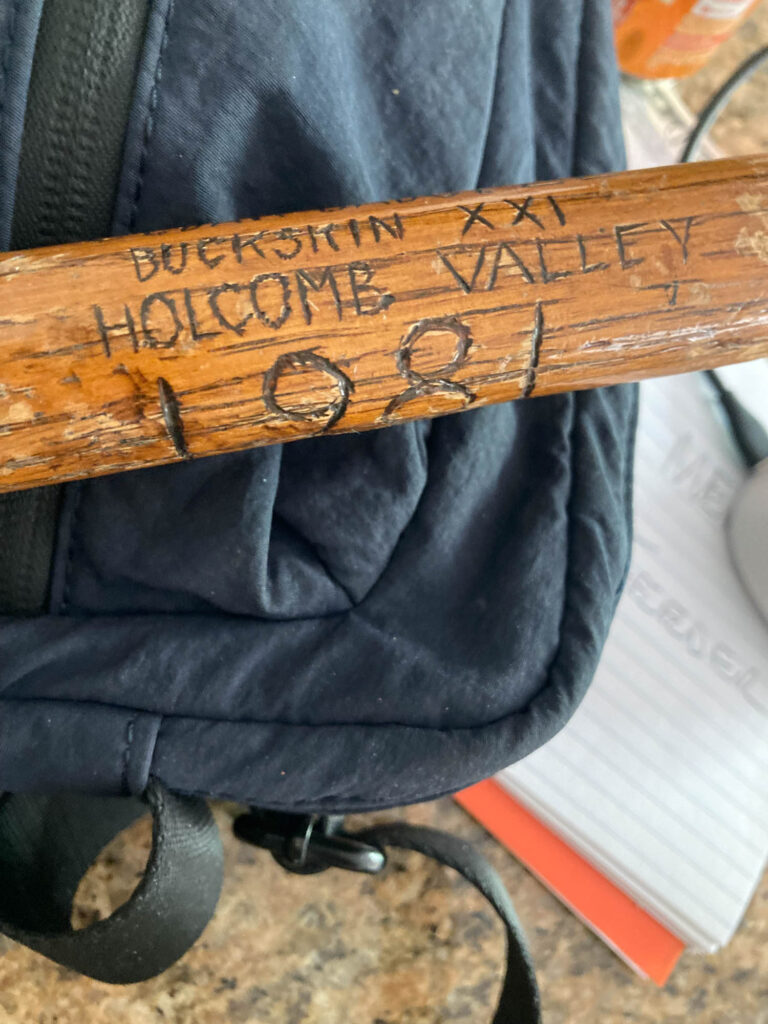 BUCKSKIN XXI
HOLCOMB VALLEY
1981